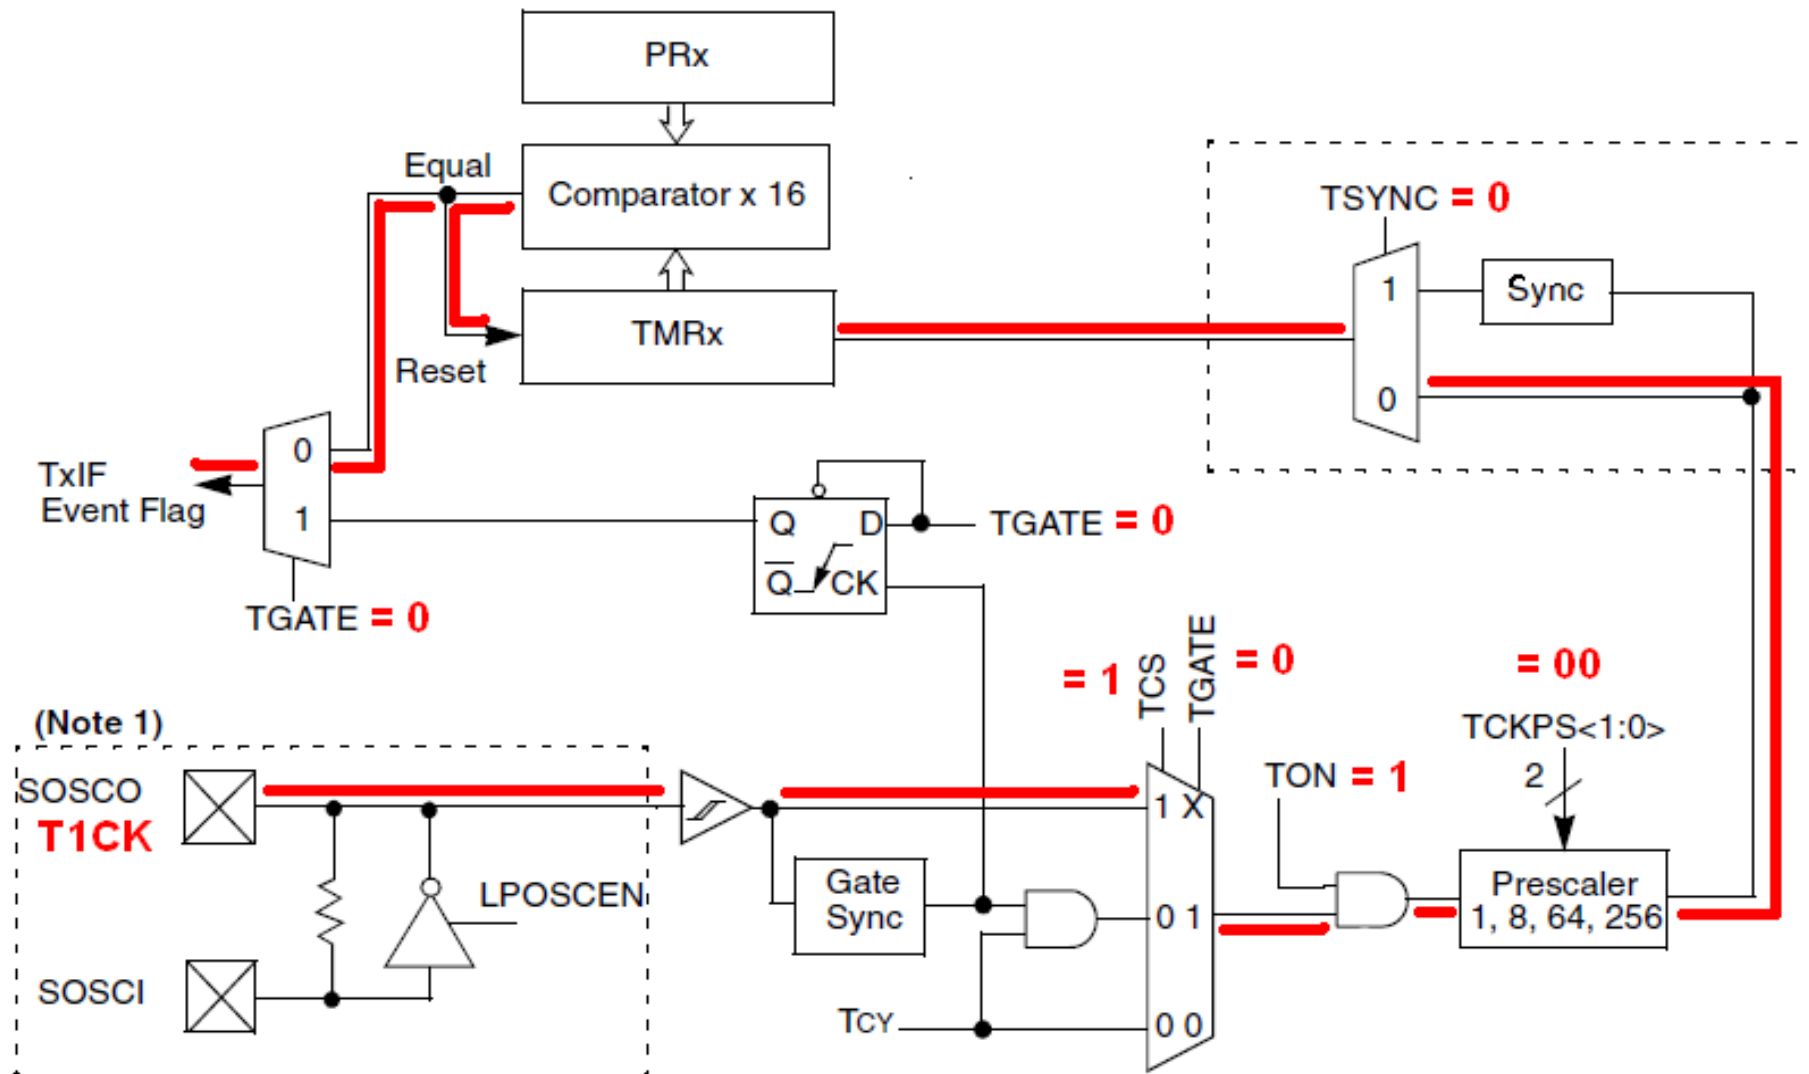 PRx
Equal
Comparator x 16
TSYNC = 0
1
Sync
TMRx
Reset
0
0
TxIF
Event Flag
1
Q D
TGATE = 0
Q CK
TGATE = 0
= 1
TCS
TGATE
= 0
= 00
(Note 1)
TCKPS<1:0>
SOSCO
T1CK
TON = 1
2
1 X
LPOSCEN
Gate
Sync
Prescaler
1, 8, 64, 256
0 1
SOSCI
TCY
0 0